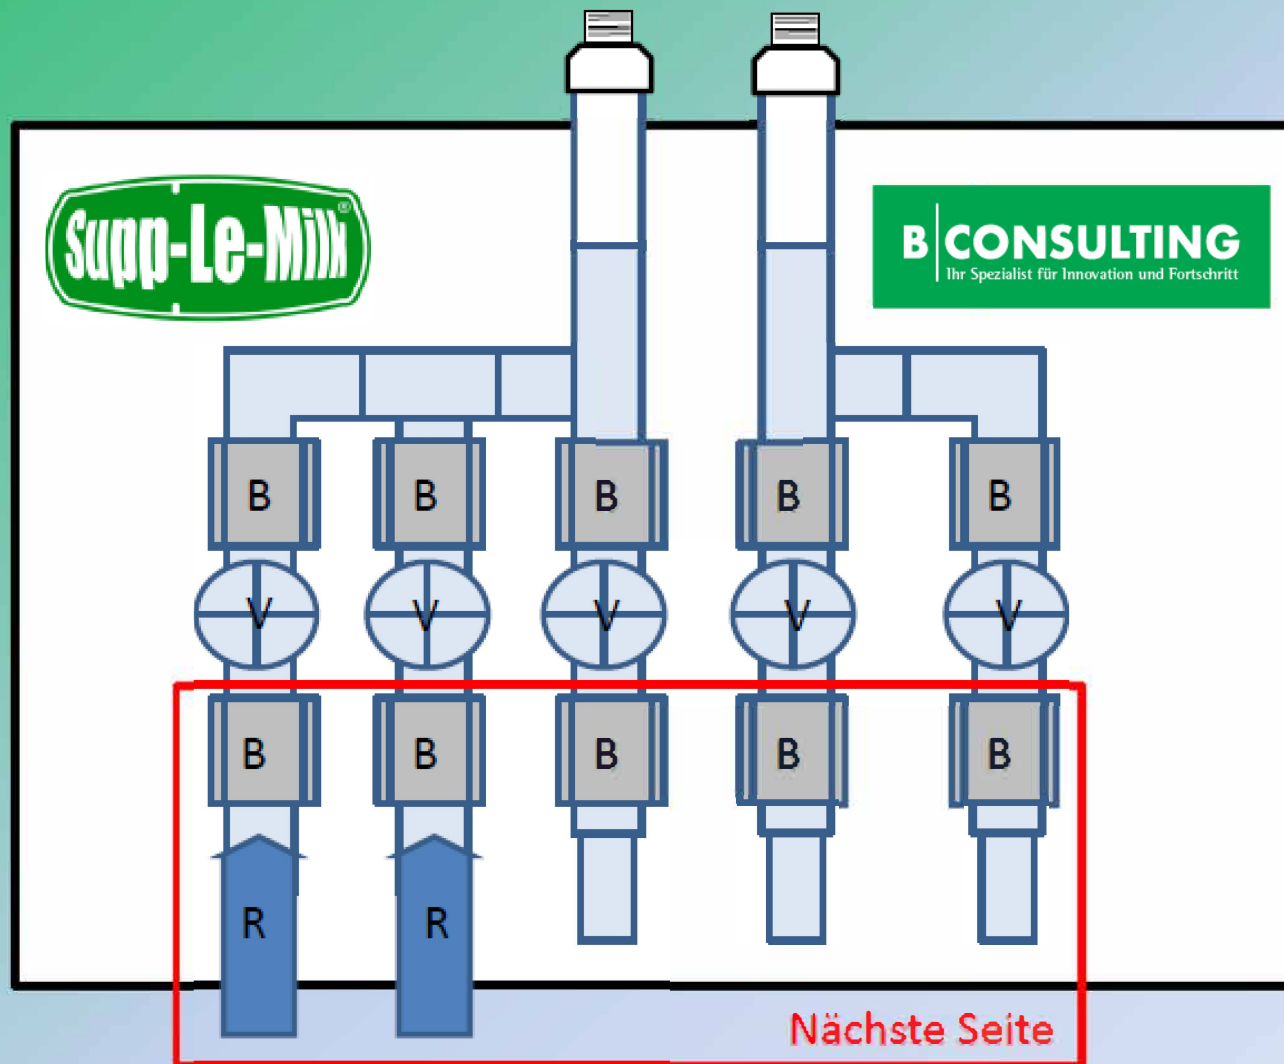 Supp-Le-Milk®
B CONSULTING
Ihr Spezialist für Innovation und Fortschritt
B B B B B
V V V V V
B B B B B
R R
Nächste Seite